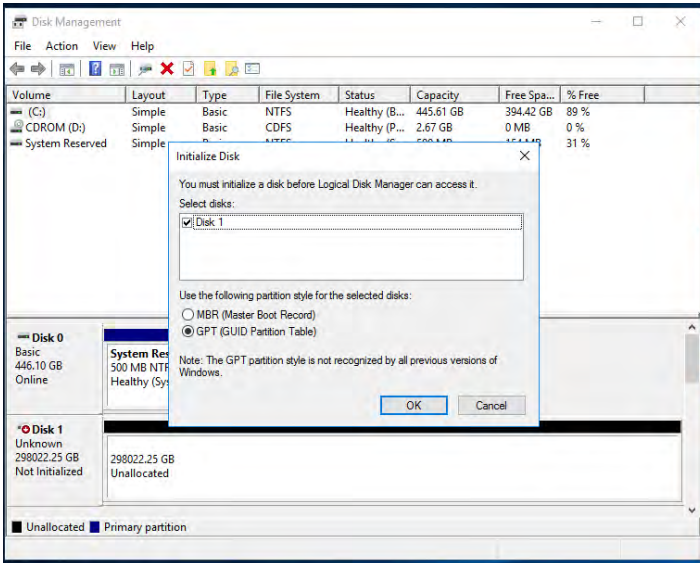 Disk Management
File Action View Help
Volume Layout Type File System Status Capacity Free Spa... % Free
(C:) Simple Basic NTFS Healthy (B... 445.61 GB 394.42 GB 89 %
CDROM (D:) Simple Basic CDFS Healthy (P... 2.67 GB 0 MB 0 %
System Reserved Simple 31 %
Initialize Disk
You must initialize a disk before Logical Disk Manager can access it.
Select disks:
Disk 1
Use the following partition style for the selected disks:
MBR (Master Boot Record)
GPT (GUID Partition Table)
Note: The GPT partition style is not recognized by all previous versions of
Windows.
OK Cancel
Disk 0
Basic
446.10 GB
Online
System Res
500 MB NTF
Healthy (Sys
Disk 1
Unknown
298022.25 GB
Not Initialized
298022.25 GB
Unallocated
Unallocated Primary partition